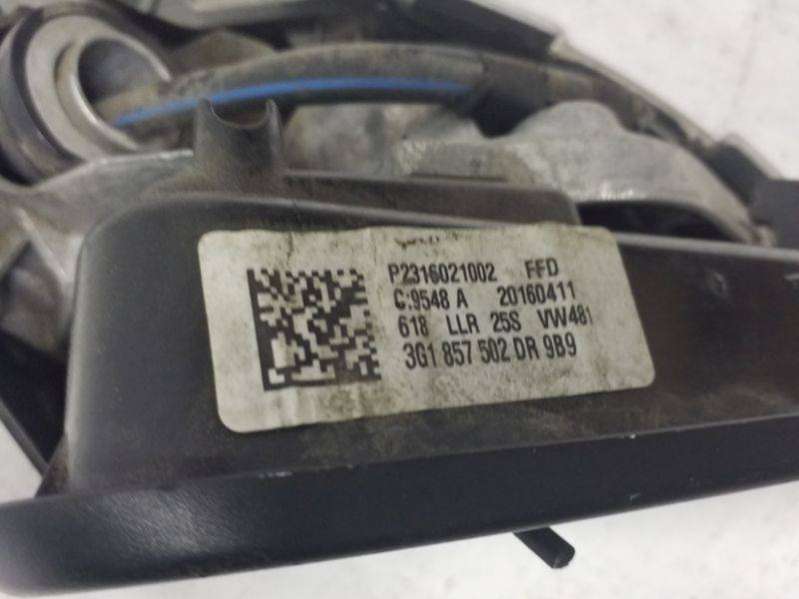 P2316021002 FFD
C:9548 A 20160411
618 LLR 25S VW481
3G1 857 502 DR 9B9